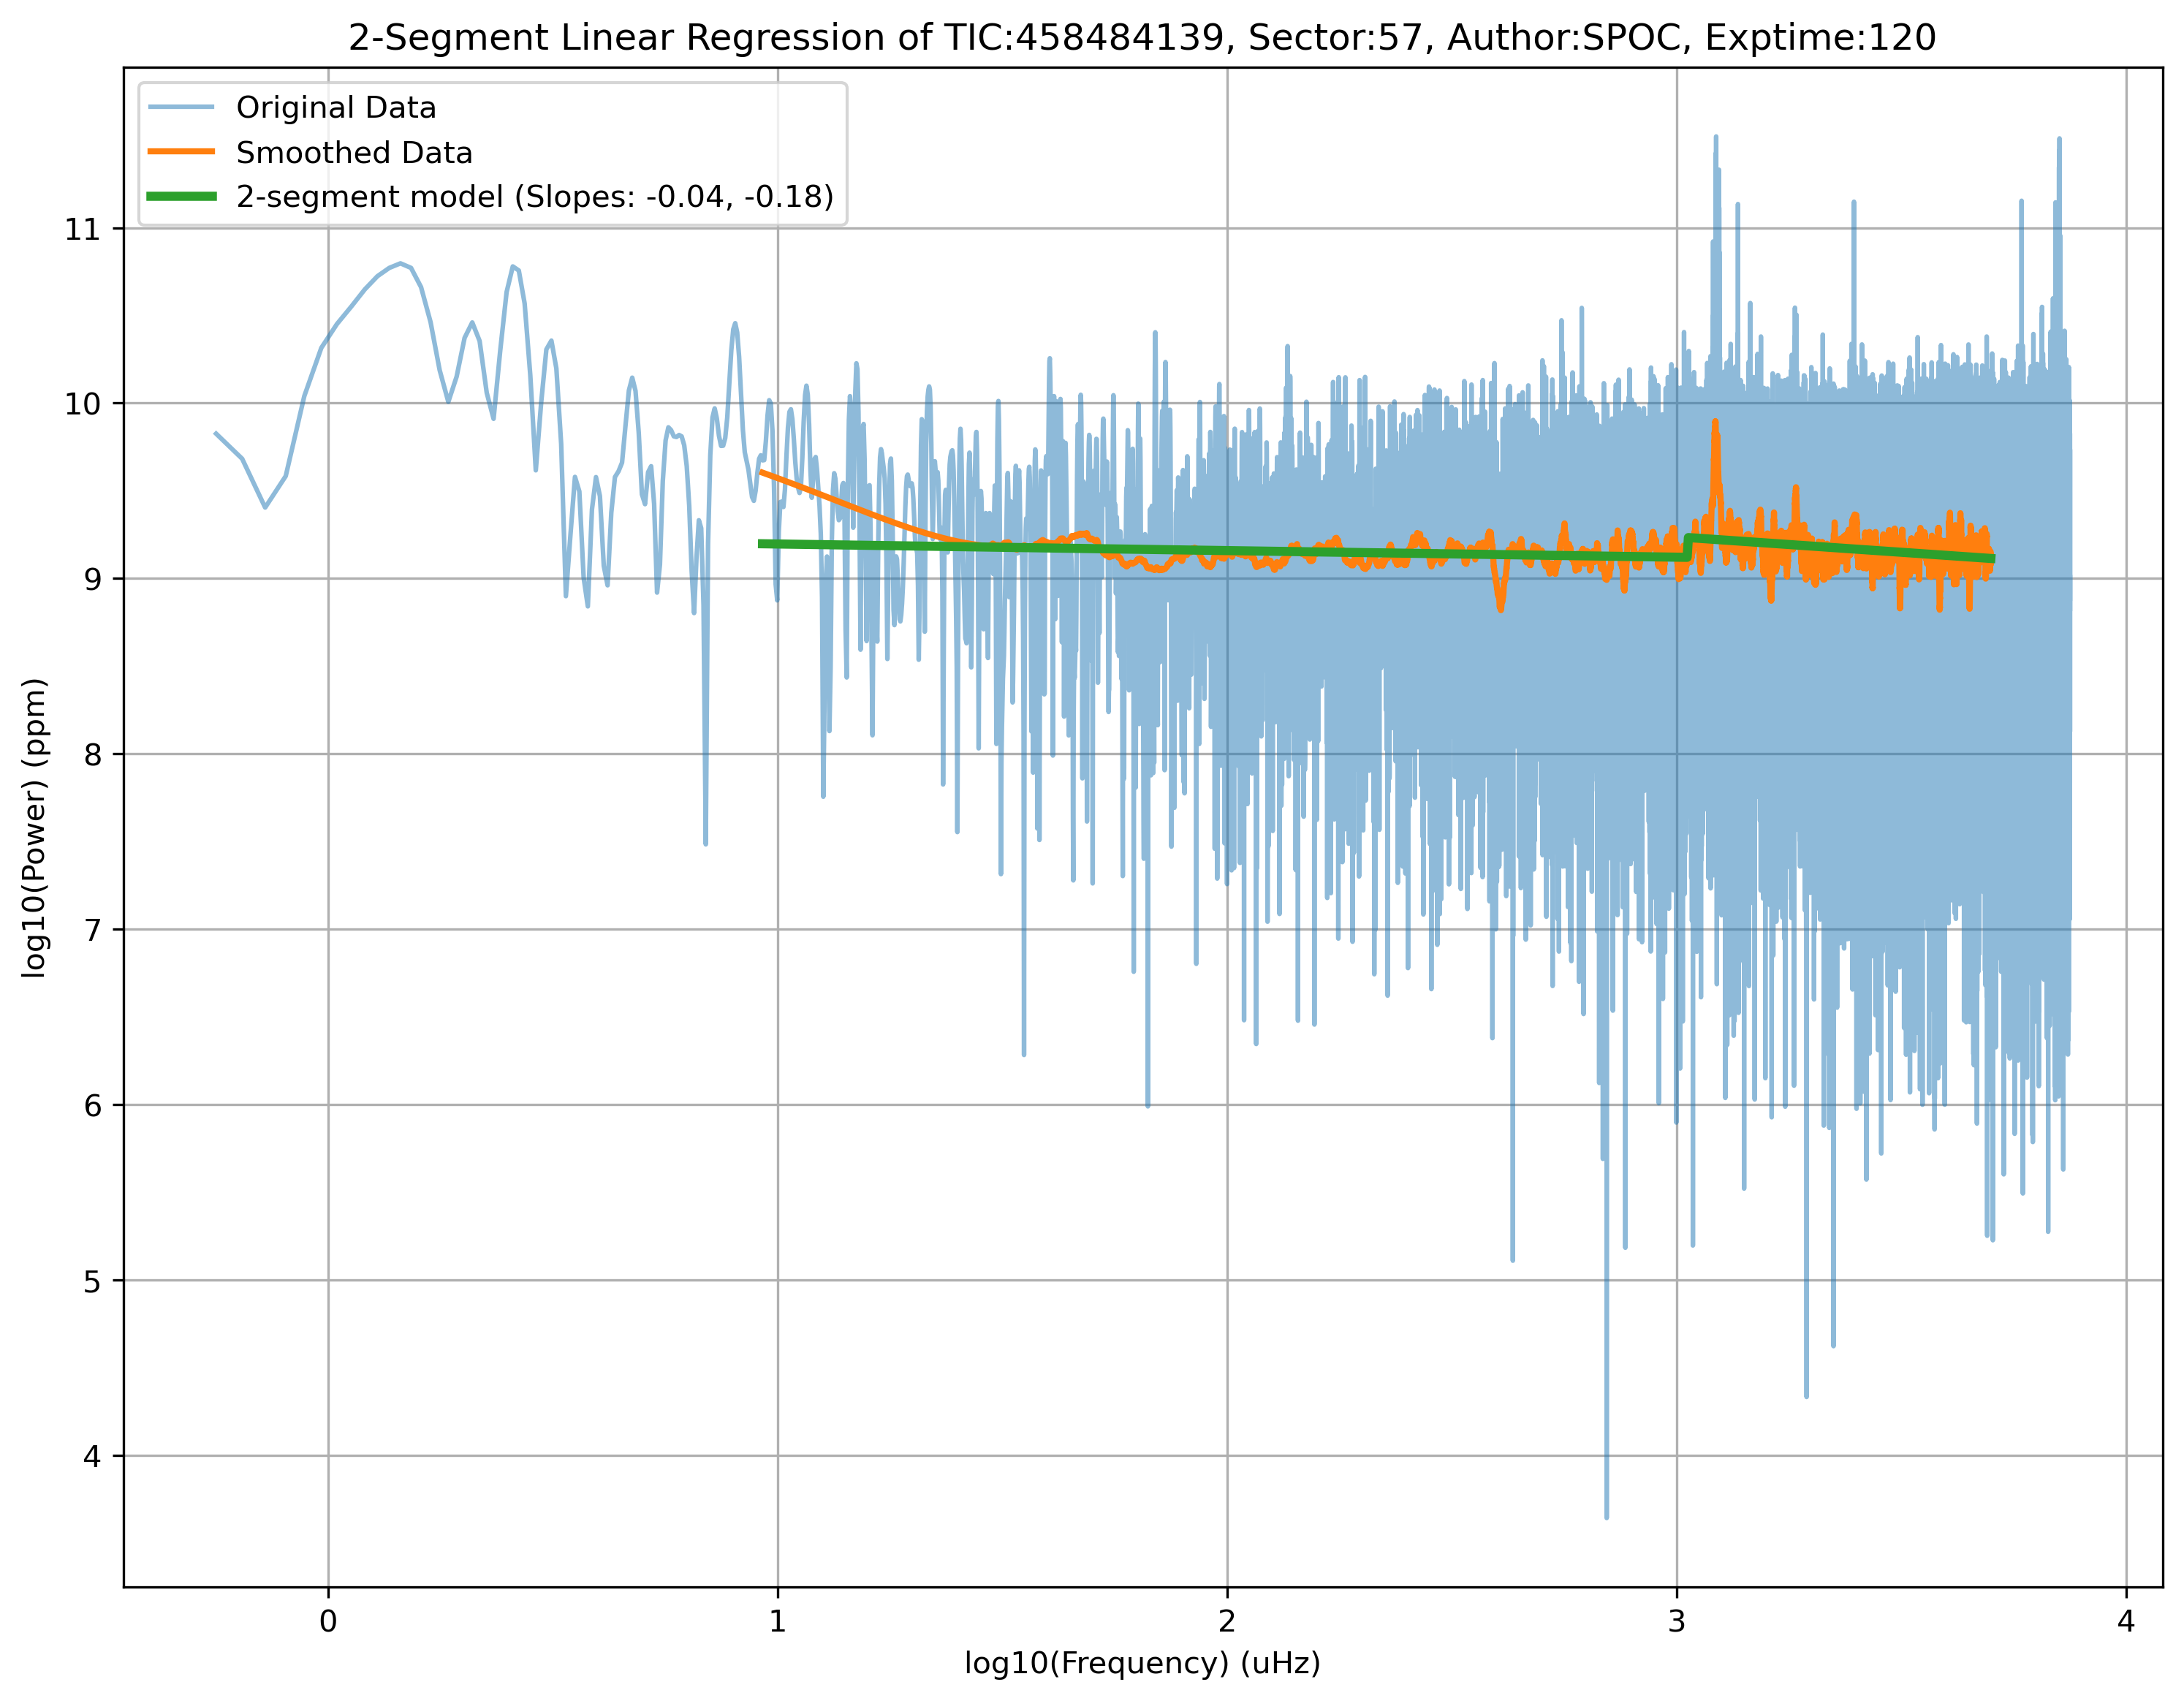 2-Segment Linear Regression of TIC:458484139, Sector:57, Author:SPOC, Exptime:120
Original Data
Smoothed Data
2-segment model (Slopes: -0.04, -0.18)
11
10
9
8
7
6
5
4
log10(Power) (ppm)
0 1 2 3 4
log10(Frequency) (uHz)